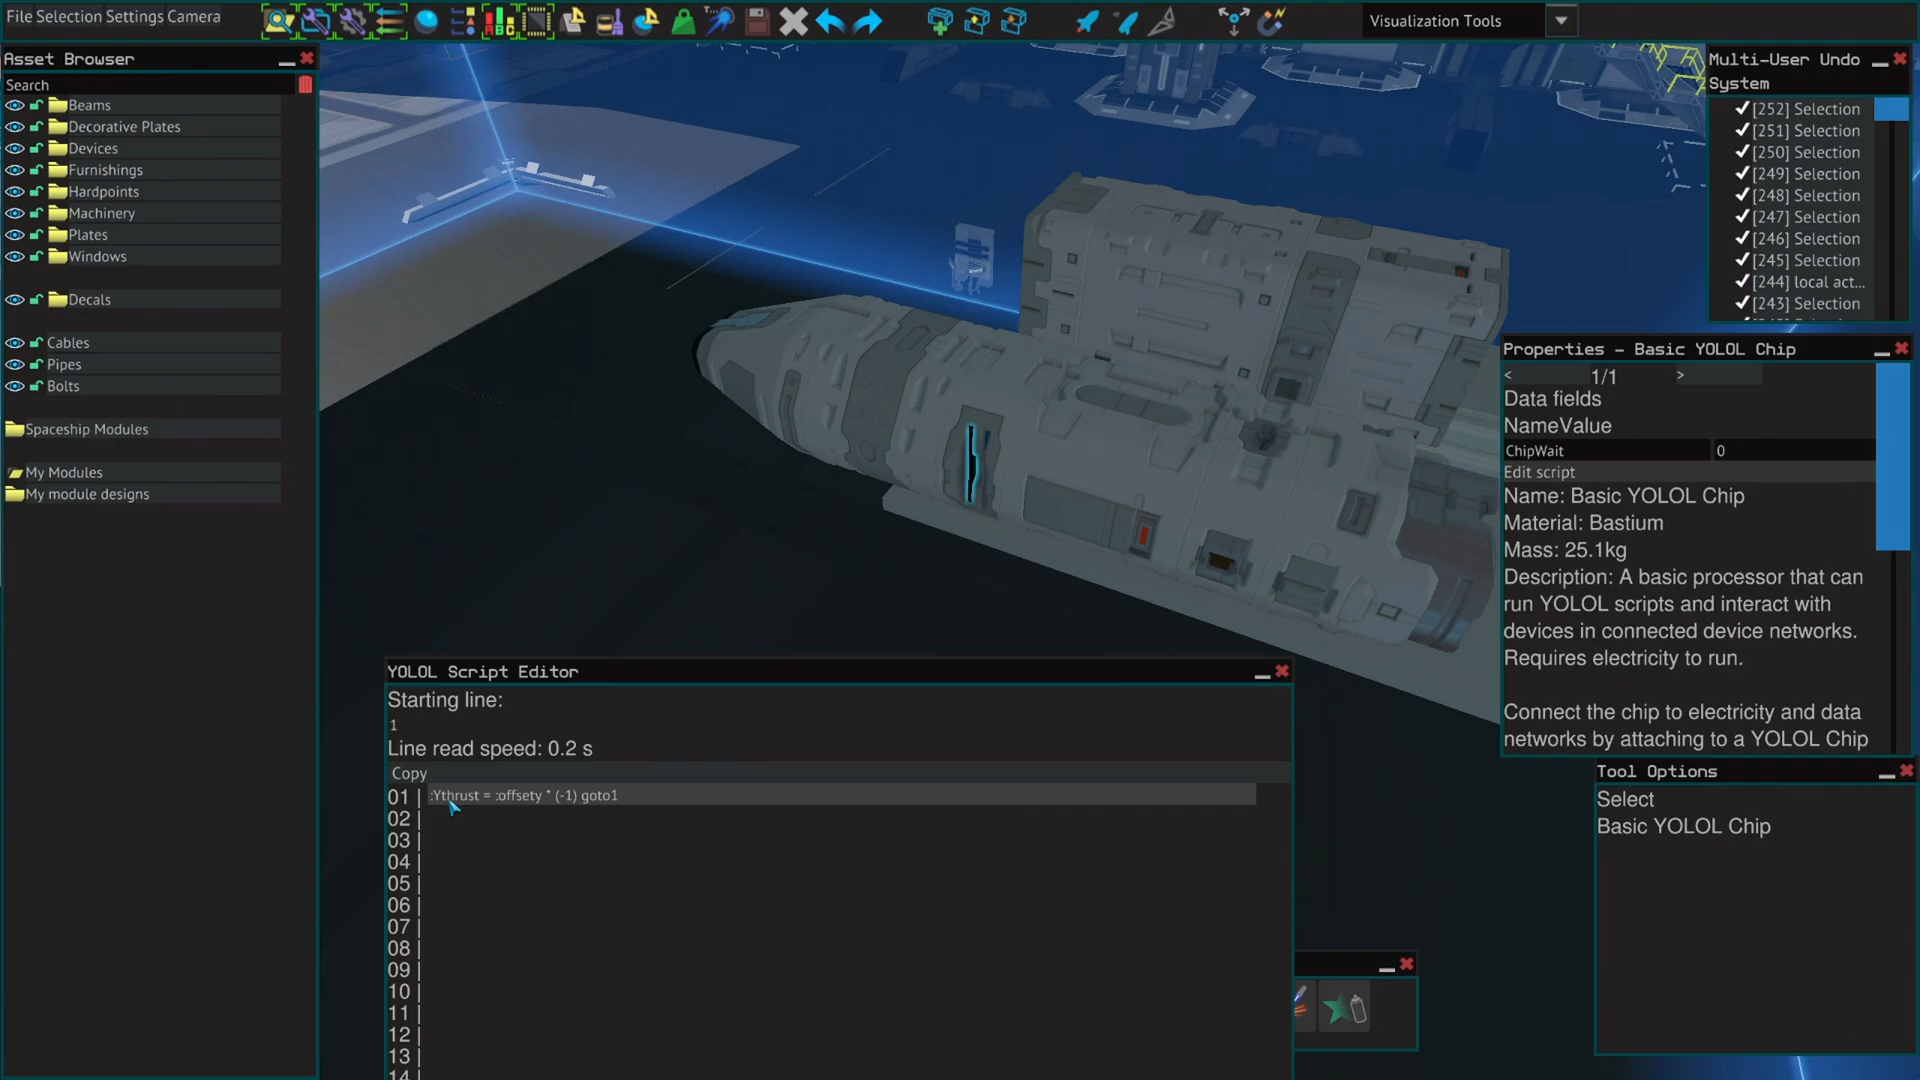 File Selection Settings Camera
Visualization Tools
Asset Browser
Search
Beams
Decorative Plates
Devices
Furnishings
Hardpoints
Machinery
Plates
Windows
Decals
Cables
Pipes
Bolts
Spaceship Modules
My Modules
My module designs
Multi-User Undo
System
[252] Selection
[251] Selection
[250] Selection
[249] Selection
[248] Selection
[247] Selection
[246] Selection
[245] Selection
[244] local act...
[243] Selection
Properties - Basic YOLOL Chip
< 1/1 >
Data fields
NameValue
ChipWait 0
Edit script
Name: Basic YOLOL Chip
Material: Bastium
Mass: 25.1kg
Description: A basic processor that can
run YOLOL scripts and interact with
devices in connected device networks.
Requires electricity to run.
Connect the chip to electricity and data
networks by attaching to a YOLOL Chip
YOLOL Script Editor
Starting line:
1
Line read speed: 0.2 s
Copy
01 | :Ythrust = :offsety * (-1) goto1
02 |
03 |
04 |
05 |
06 |
07 |
08 |
09 |
10 |
11 |
12 |
13 |
14
Tool Options
Select
Basic YOLOL Chip